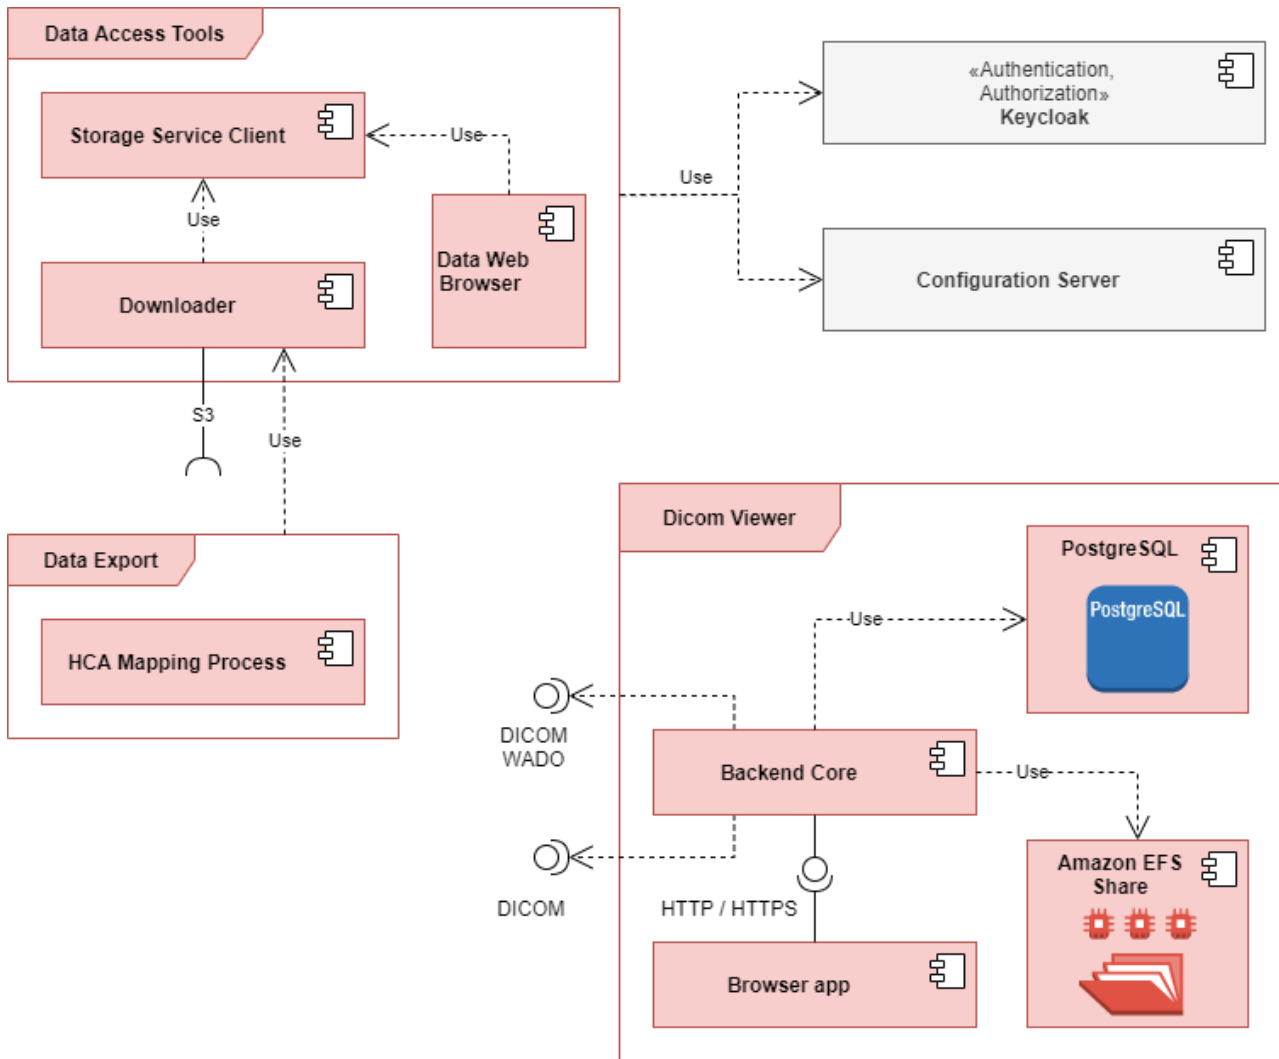 Data Access Tools
Storage Service Client
Use
Use
Data Web
Browser
Downloader
S3
Use
Use
«Authentication,
Authorization»
Keycloak
Configuration Server
Data Export
HCA Mapping Process
Dicom Viewer
PostgreSQL
PostgreSQL
Use
DICOM
WADO
Backend Core
Use
DICOM
HTTP / HTTPS
Amazon EFS
Share
Browser app